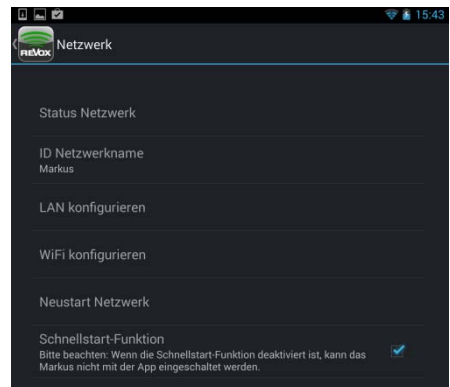 15:43
REVOX
Netzwerk
Status Netzwerk
ID Netzwerkname
Markus
LAN konfigurieren
WiFi konfigurieren
Neustart Netzwerk
Schnellstart-Funktion
Bitte beachten: Wenn die Schnellstart-Funktion deaktiviert ist, kann das
Markus nicht mit der App eingeschaltet werden.